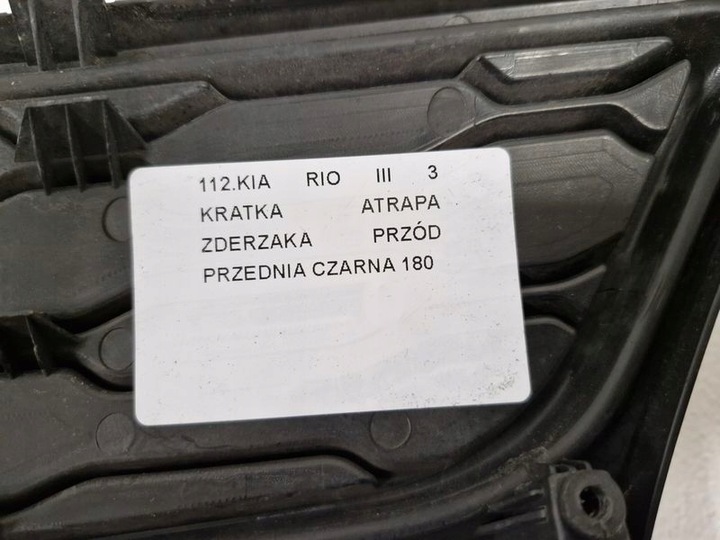 112.KIA RIO III 3
KRATKA ATRAPA
ZDERZAKA PRZÓD
PRZEDNIA CZARNA 180